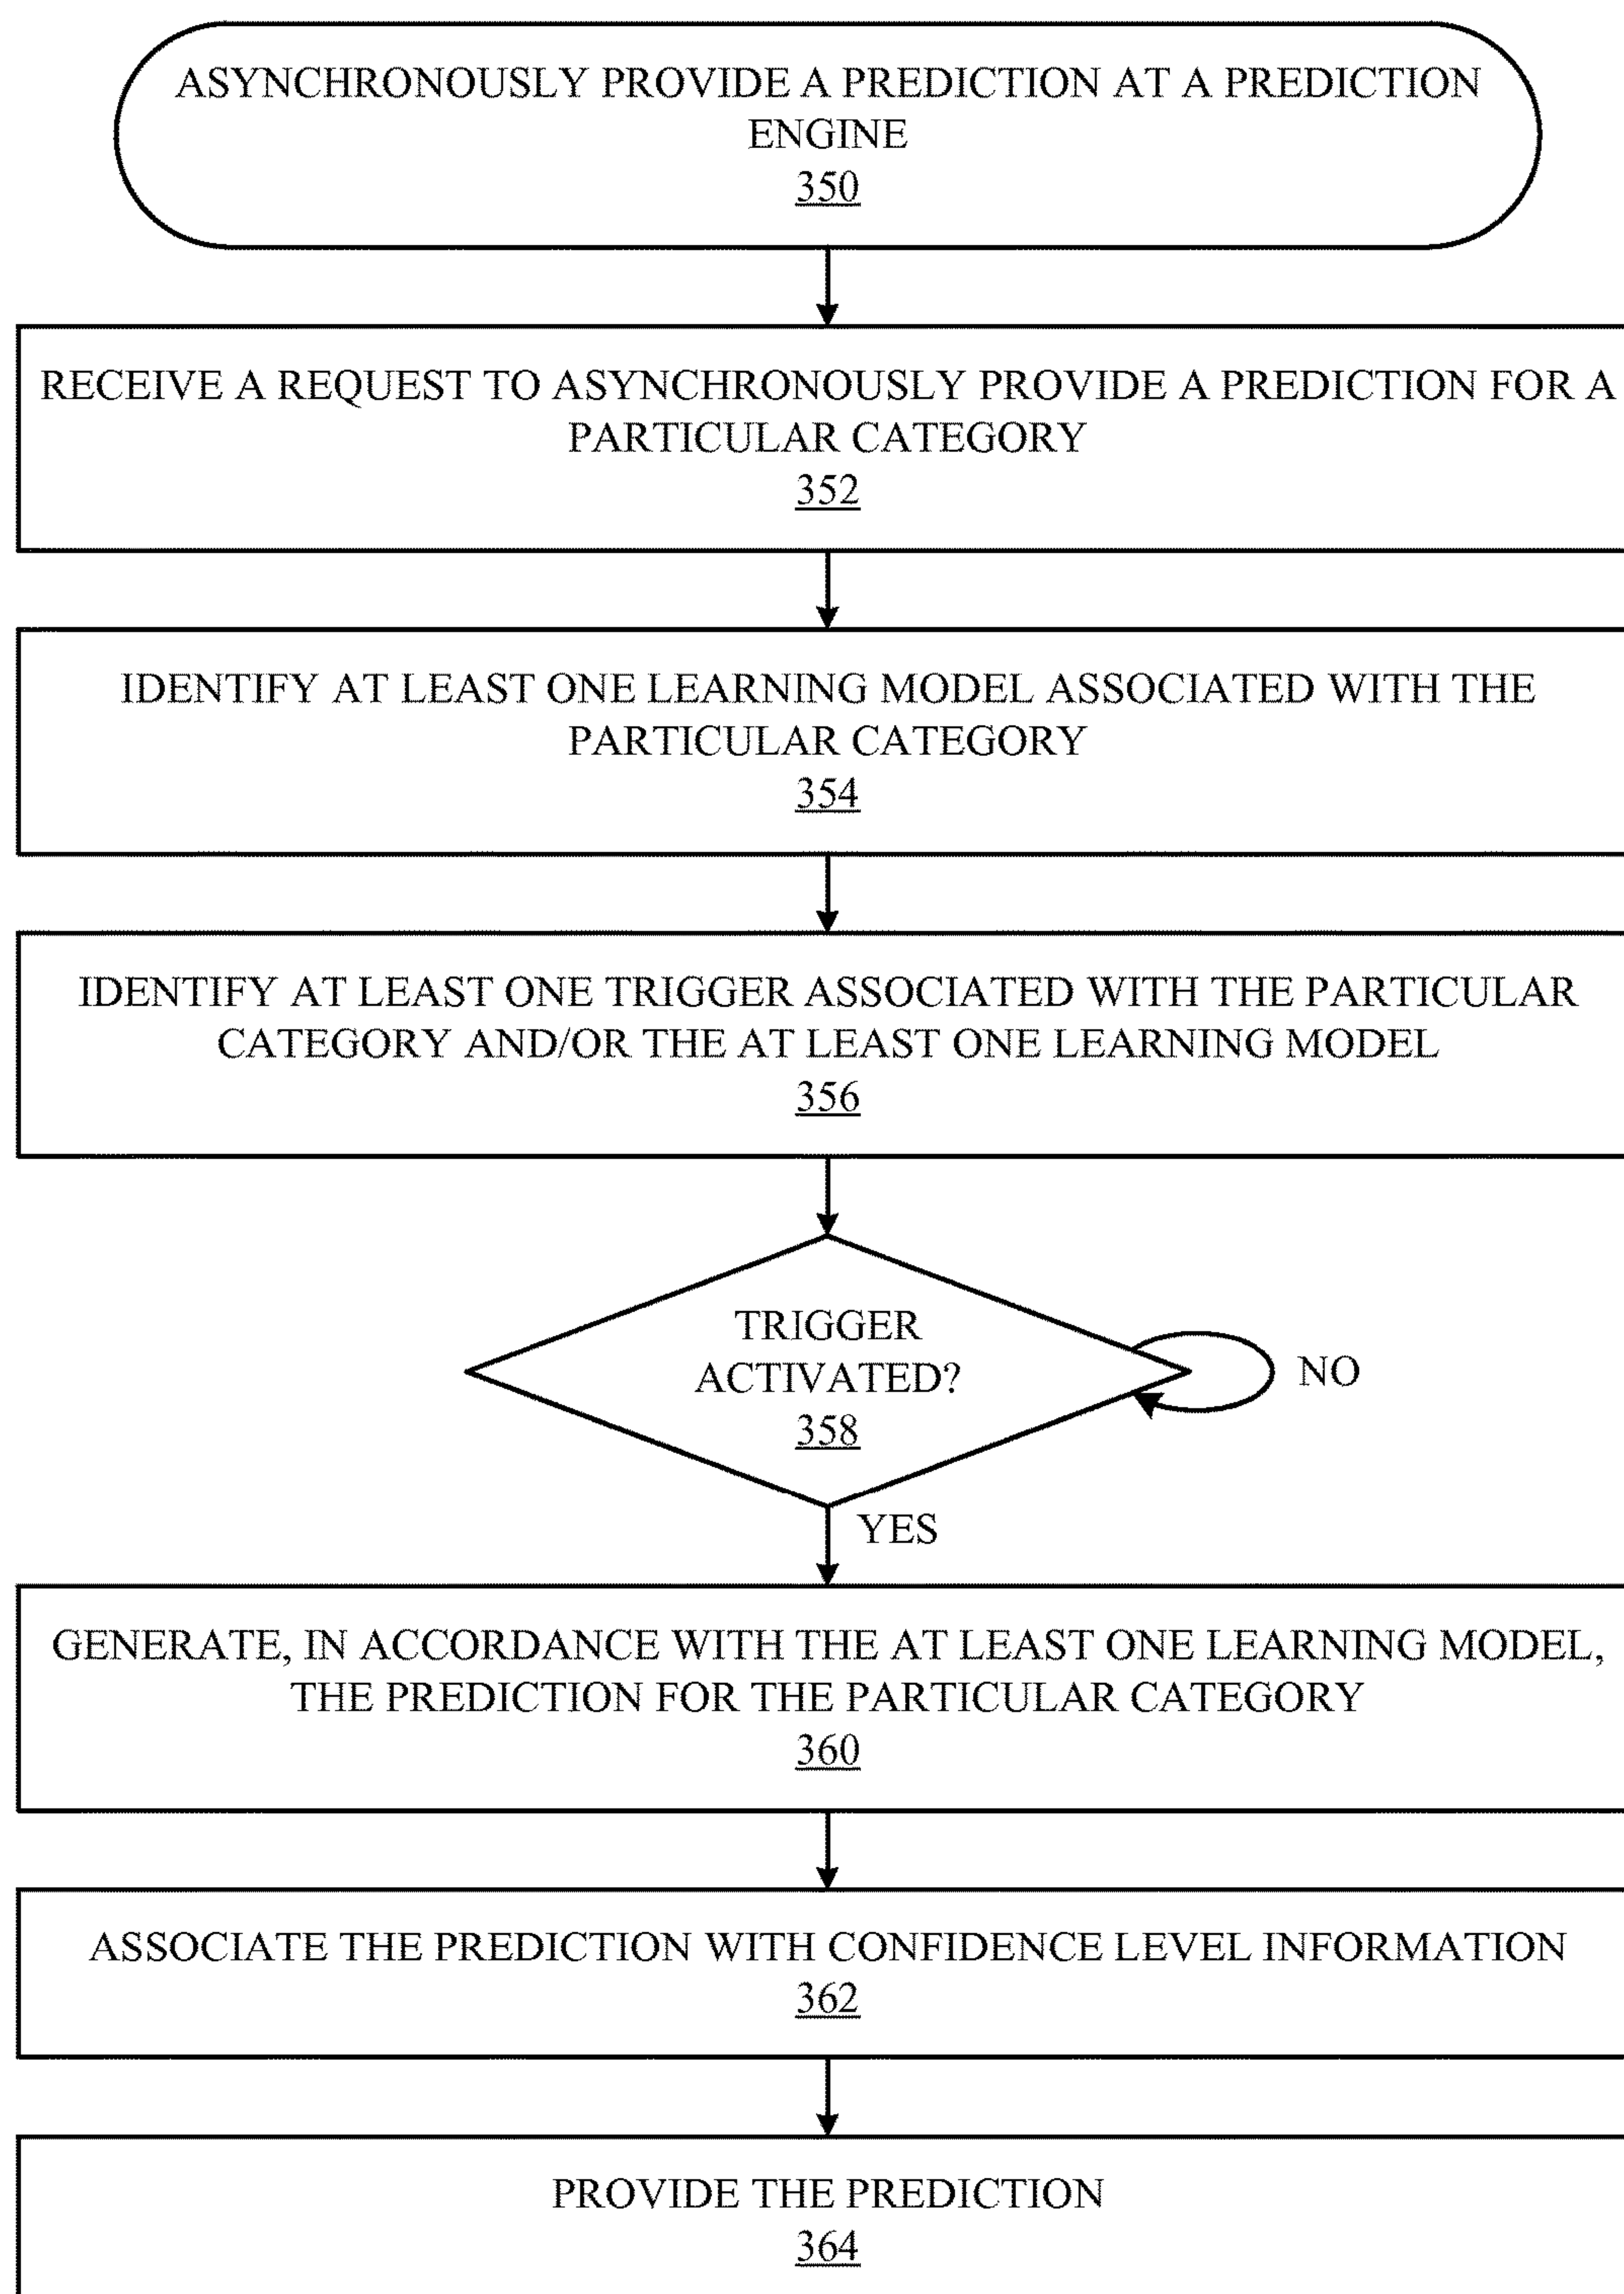 ASYNCHRONOUSLY PROVIDE A PREDICTION AT A PREDICTION
ENGINE
350
RECEIVE A REQUEST TO ASYNCHRONOUSLY PROVIDE A PREDICTION FOR A
PARTICULAR CATEGORY
352
IDENTIFY AT LEAST ONE LEARNING MODEL ASSOCIATED WITH THE
PARTICULAR CATEGORY
354
IDENTIFY AT LEAST ONE TRIGGER ASSOCIATED WITH THE PARTICULAR
CATEGORY AND/OR THE AT LEAST ONE LEARNING MODEL
356
TRIGGER
ACTIVATED?
358
NO
YES
GENERATE, IN ACCORDANCE WITH THE AT LEAST ONE LEARNING MODEL,
THE PREDICTION FOR THE PARTICULAR CATEGORY
360
ASSOCIATE THE PREDICTION WITH CONFIDENCE LEVEL INFORMATION
362
PROVIDE THE PREDICTION
364